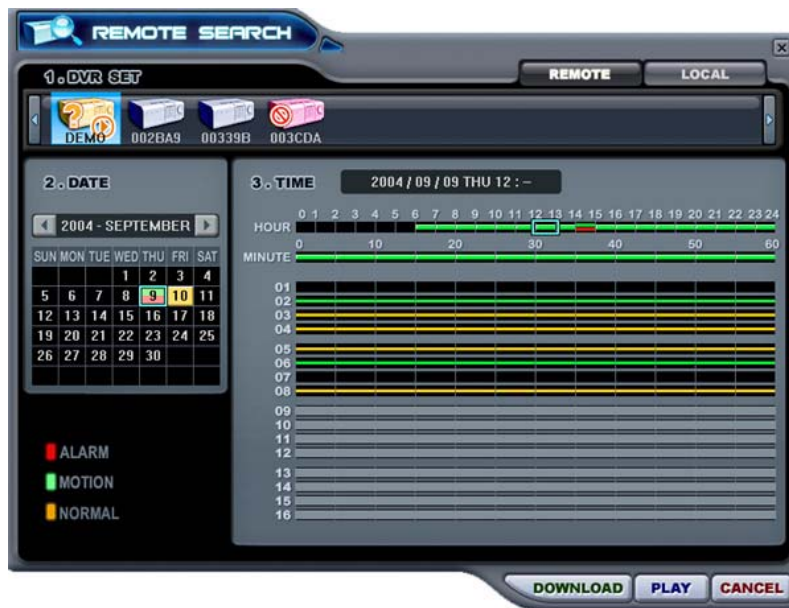 REMOTE SEARCH
1. DVR SET
REMOTE LOCAL
DEMO 002BA9 00339B 003CDA
2. DATE
2004 - SEPTEMBER
SUN MON TUE WED THU FRI SAT
1 2 3 4
5 6 7 8 9 10 11
12 13 14 15 16 17 18
19 20 21 22 23 24 25
26 27 28 29 30
ALARM
MOTION
NORMAL
3. TIME 2004 / 09 / 09 THU 12 : –
0 1 2 3 4 5 6 7 8 9 10 11 12 13 14 15 16 17 18 19 20 21 22 23 24
HOUR
0 10 20 30 40 50 60
MINUTE
01
02
03
04
05
06
07
08
09
10
11
12
13
14
15
16
DOWNLOAD PLAY CANCEL